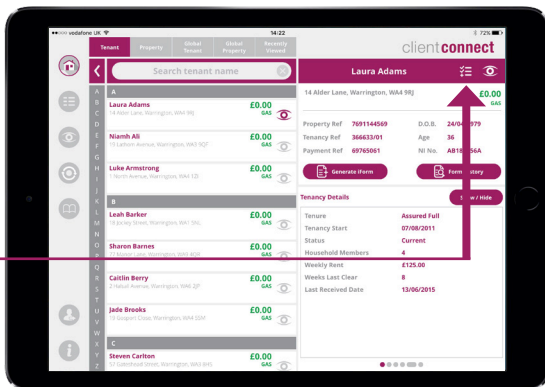 vodafone UK
14:22
72%
Tenant
Property
Global Tenant
Global Property
Recently Viewed
clientconnect
Search tenant name
Laura Adams
A
B
C
D
E
F
G
H
I
J
K
L
M
N
O
P
Q
R
S
T
U
V
W
X
Y
Z
A
Laura Adams
£0.00
14 Alder Lane, Warrington, WA4 9RJ
GAS
Niamh Ali
£0.00
GAS
Luke Armstrong
£0.00
GAS
B
Leah Barker
£0.00
GAS
Sharon Barnes
£0.00
GAS
Caitlin Berry
£0.00
GAS
Jade Brooks
£0.00
GAS
C
Steven Carlton
£0.00
GAS
14 Alder Lane, Warrington, WA4 9RJ
£0.00
GAS
Property Ref 7691144569
D.O.B. 24/0
979
Tenancy Ref 366633/01
Age 36
Payment Ref 69765061
NI No. AB18
56A
Generate iForm
Form
Tenancy Details
/ Hide
Tenure Assured Full
Tenancy Start 07/08/2011
Status Current
Household Members 4
Weekly Rent £125.00
Weeks Last Clear 8
Last Received Date 13/06/2015